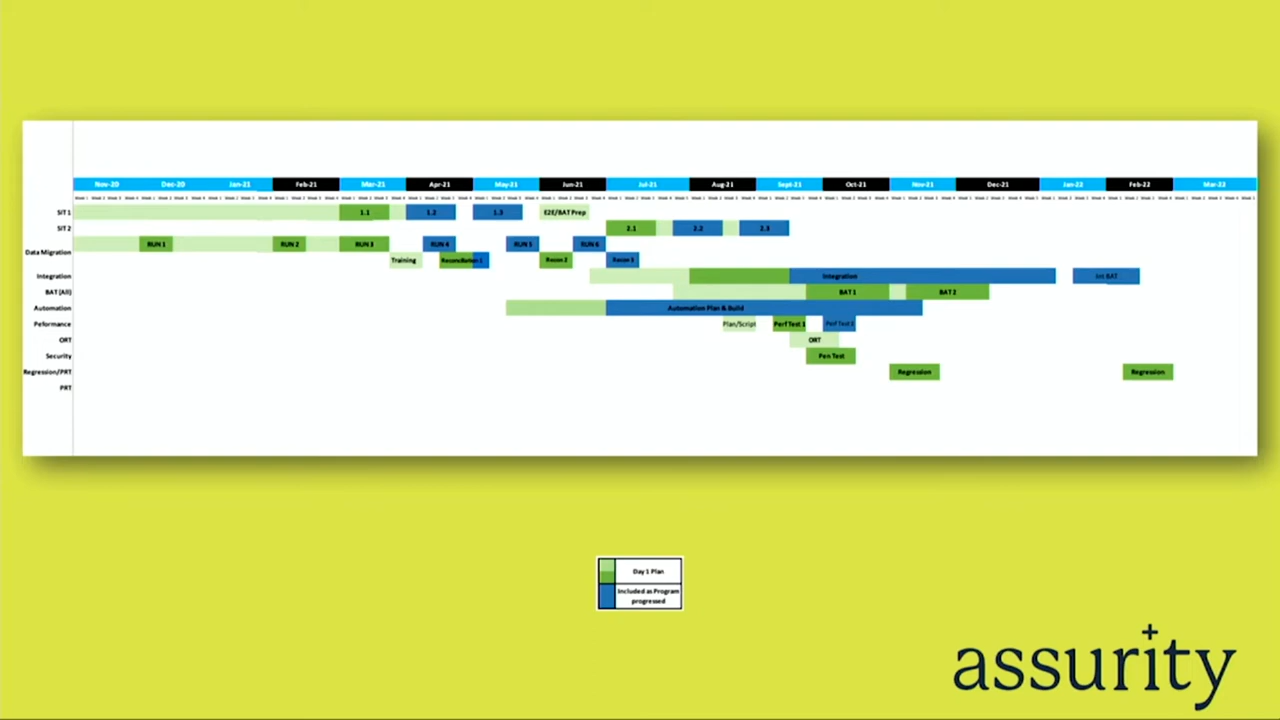 Nov-20 Dec-20 Jan-21 Feb-21 Mar-21 Apr-21 May-21 Jun-21 Jul-21 Aug-21 Sept-21 Oct-21 Nov-21 Dec-21 Jan-22 Feb-22 Mar-22
SIT 1 1.1 1.2 1.3 E2E/BAT Prep
SIT 2 2.1 2.2 2.3
RUN 1 RUN 2 RUN 3 RUN 4 RUN 5 RUN 6
Data Migration
Training Reconciliation 1 Recon 2 Recon 3
Integration Integration Int BAT
BAT (All) BAT 1 BAT 2
Automation Automation Plan & Build
Peformance Plan/Script Perf Test 1 Perf Test
ORT ORT
Security Pen Test
Regression/PRT Regression Regression
PRT
Day 1 Plan
Included as Program
progressed
assurity